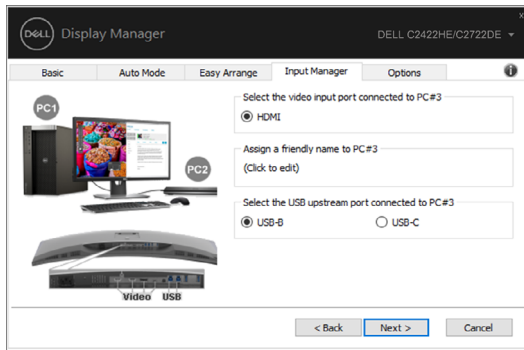 DELL Display Manager
DELL C2422HE/C2722DE
Basic Auto Mode Easy Arrange Input Manager Options
Select the video input port connected to PC#3
HDMI
Assign a friendly name to PC#3
(Click to edit)
Select the USB upstream port connected to PC#3
USB-B USB-C
PC1
PC2
Video USB
< Back Next > Cancel